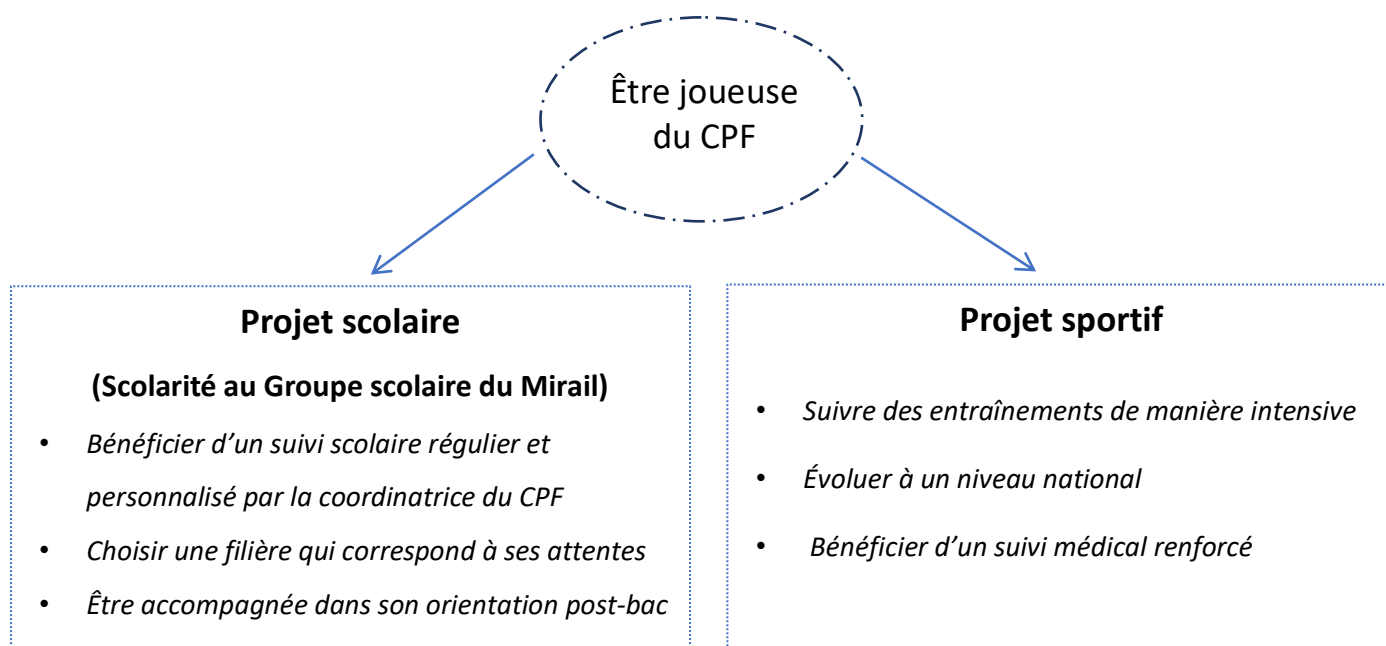 Être joueuse
du CPF
Projet scolaire
(Scolarité au Groupe scolaire du Mirail)
• Bénéficier d’un suivi scolaire régulier et
personnalisé par la coordinatrice du CPF
• Choisir une filière qui correspond à ses attentes
• Être accompagnée dans son orientation post-bac
Projet sportif
• Suivre des entraînements de manière intensive
• Évoluer à un niveau national
• Bénéficier d’un suivi médical renforcé